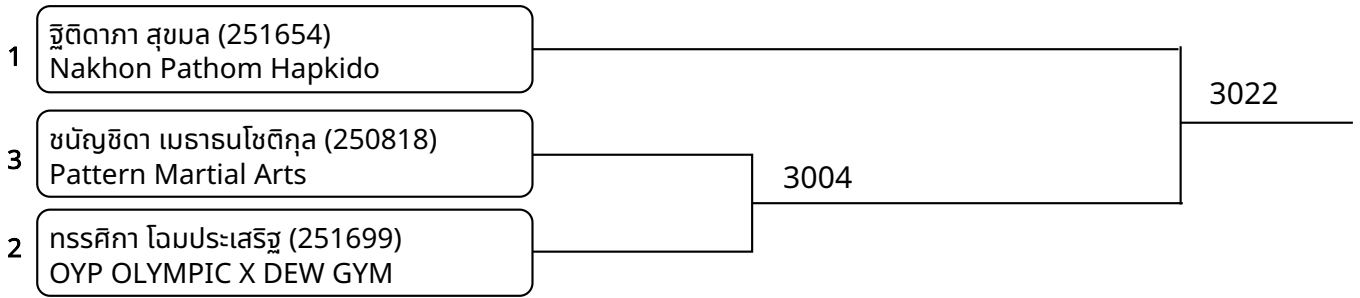 1
ฐิติดาภา สุขมล (251654)
Nakhon Pathom Hapkido
3022
3
ชนัญชิดา เมธาธนโชติกุล (250818)
Pattern Martial Arts
3004
2
ทรรศิกา โฉมประเสริฐ (251699)
OYP OLYMPIC X DEW GYM